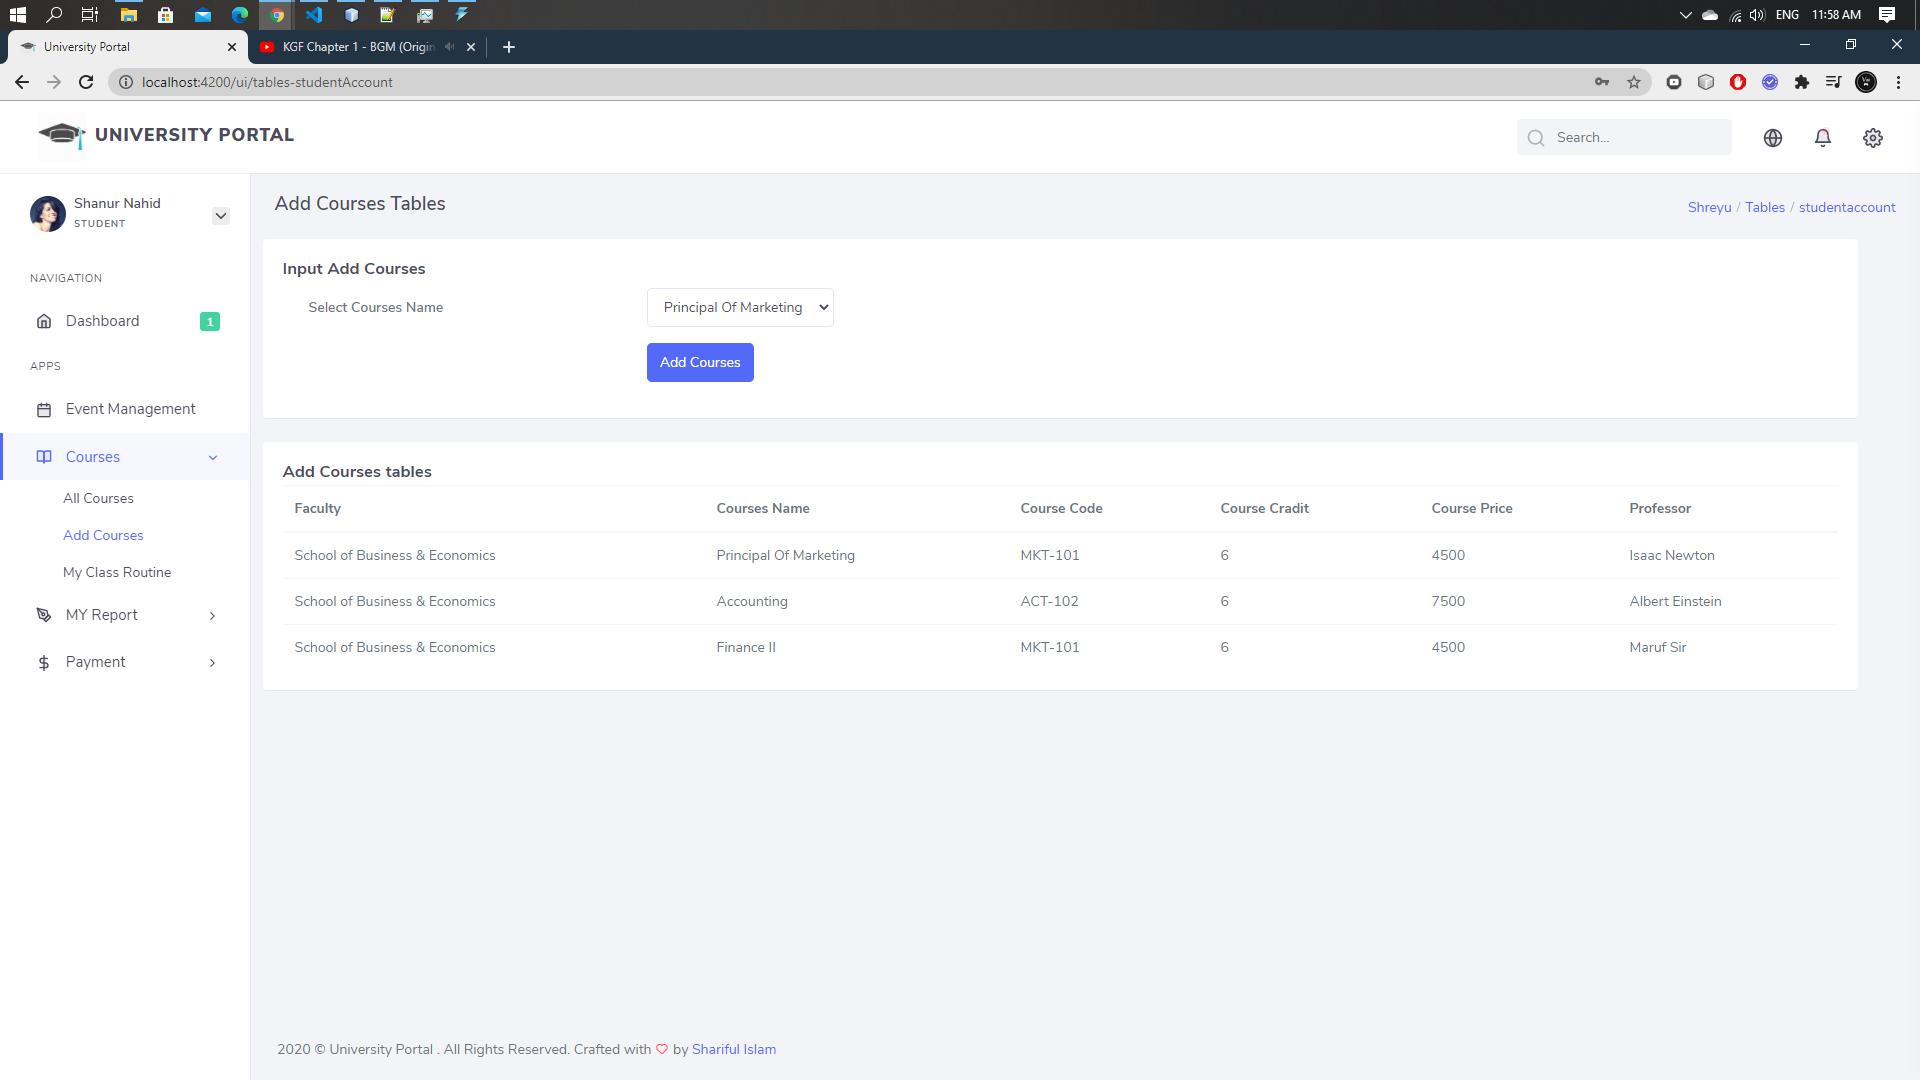 ENG 11:58 AM
University Portal
KGF Chapter 1 - BGM (Origin
localhost:4200/ui/tables-studentAccount
UNIVERSITY PORTAL
Search...
Shanur Nahid
STUDENT
Add Courses Tables
Shreyu / Tables / studentaccount
NAVIGATION
Dashboard 1
APPS
Event Management
Courses
All Courses
Add Courses
My Class Routine
MY Report
Payment
Input Add Courses
Select Courses Name Principal Of Marketing
Add Courses
Add Courses tables
Faculty Courses Name Course Code Course Cradit Course Price Professor
School of Business & Economics Principal Of Marketing MKT-101 6 4500 Isaac Newton
School of Business & Economics Accounting ACT-102 6 7500 Albert Einstein
School of Business & Economics Finance II MKT-101 6 4500 Maruf Sir
2020 © University Portal . All Rights Reserved. Crafted with ♡ by Shariful Islam